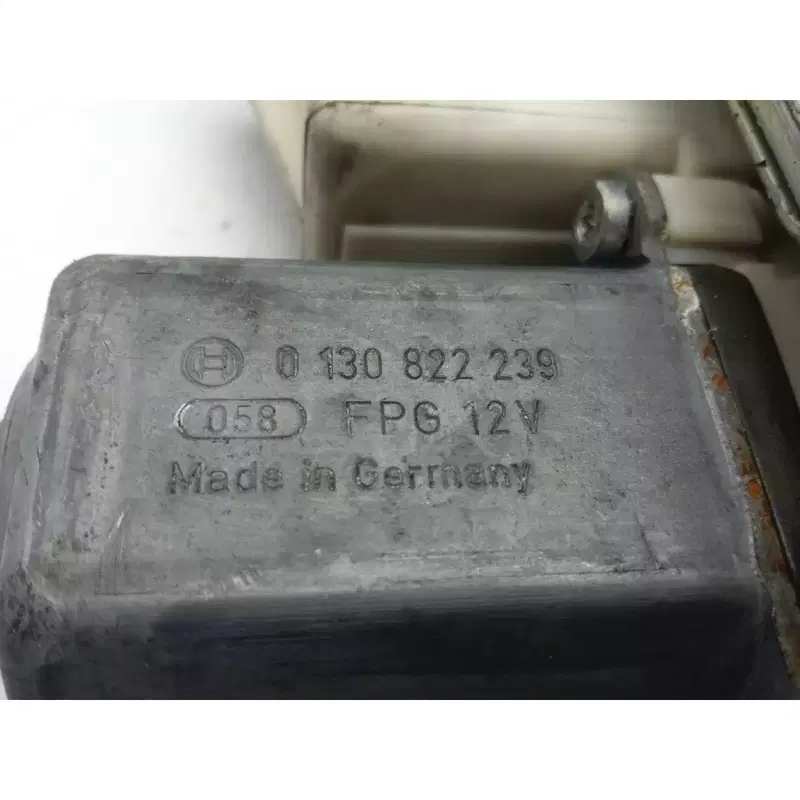 0 130 822 239
058 FPG 12V
Made in Germany